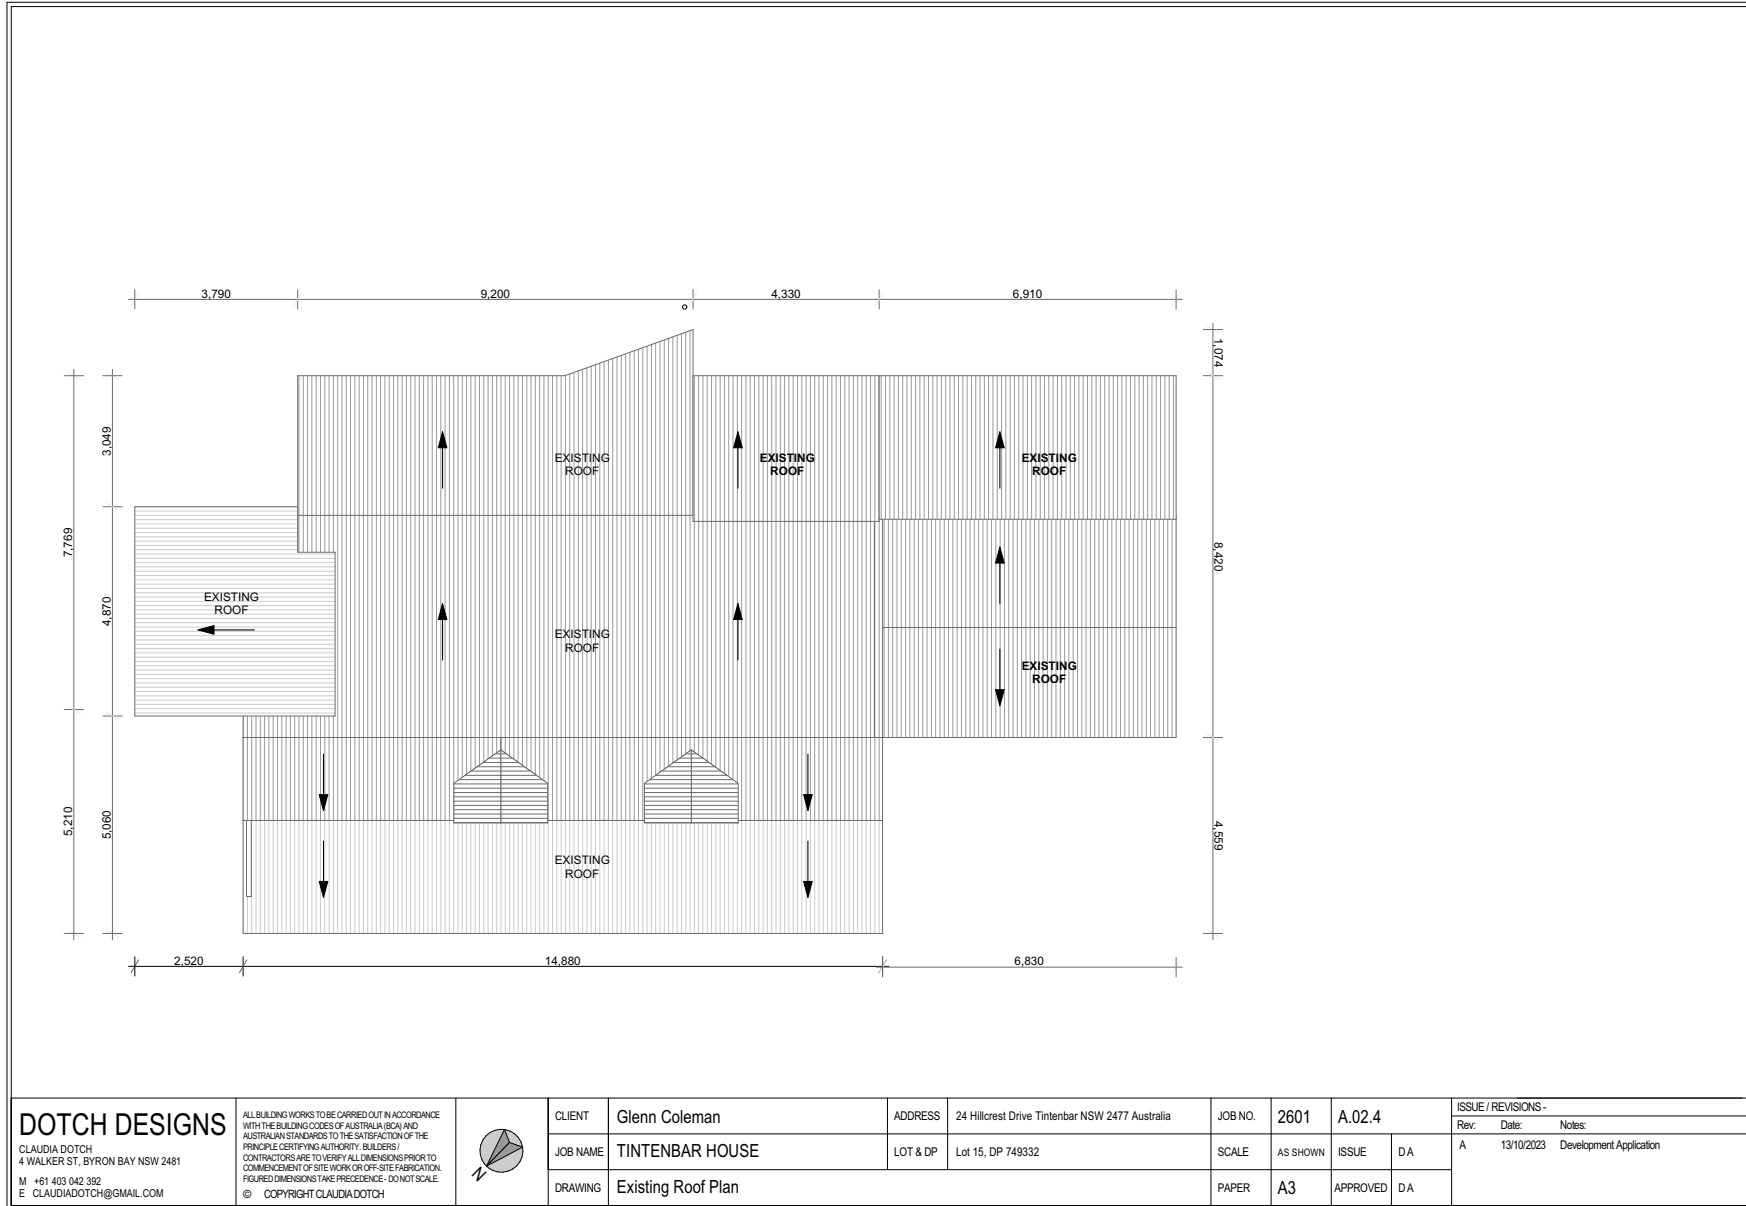 3,790
9,200
4,330
6,910
1,074
3,049
7,769
8,420
4,870
5,210
5,060
4,559
EXISTING
ROOF
EXISTING
ROOF
EXISTING
ROOF
EXISTING
ROOF
EXISTING
ROOF
EXISTING
ROOF
EXISTING
ROOF
2,520
14,880
6,830
DOTCH DESIGNS
CLAUDIA DOTCH
4 WALKER ST, BYRON BAY NSW 2481
M +61 403 042 392
E CLAUDIADOTCH@GMAIL.COM
ALL BUILDING WORKS TO BE CARRIED OUT IN ACCORDANCE
WITH THE BUILDING CODES OF AUSTRALIA (BCA) AND
AUSTRALIAN STANDARDS TO THE SATISFACTION OF THE
PRINCIPLE CERTIFYING AUTHORITY. BUILDERS /
CONTRACTORS ARE TO VERIFY ALL DIMENSIONS PRIOR TO
COMMENCEMENT OF SITE WORK OR OFF-SITE FABRICATION.
FIGURED DIMENSIONS TAKE PRECEDENCE - DO NOT SCALE.
© COPYRIGHT CLAUDIA DOTCH
N
CLIENT Glenn Coleman
JOB NAME TINTENBAR HOUSE
DRAWING Existing Roof Plan
ADDRESS 24 Hillcrest Drive Tintenbar NSW 2477 Australia
LOT & DP Lot 15, DP 749332
JOB NO. 2601 A.02.4
SCALE AS SHOWN ISSUE DA
PAPER A3 APPROVED DA
ISSUE / REVISIONS -
Rev: Date: Notes:
A 13/10/2023 Development Application